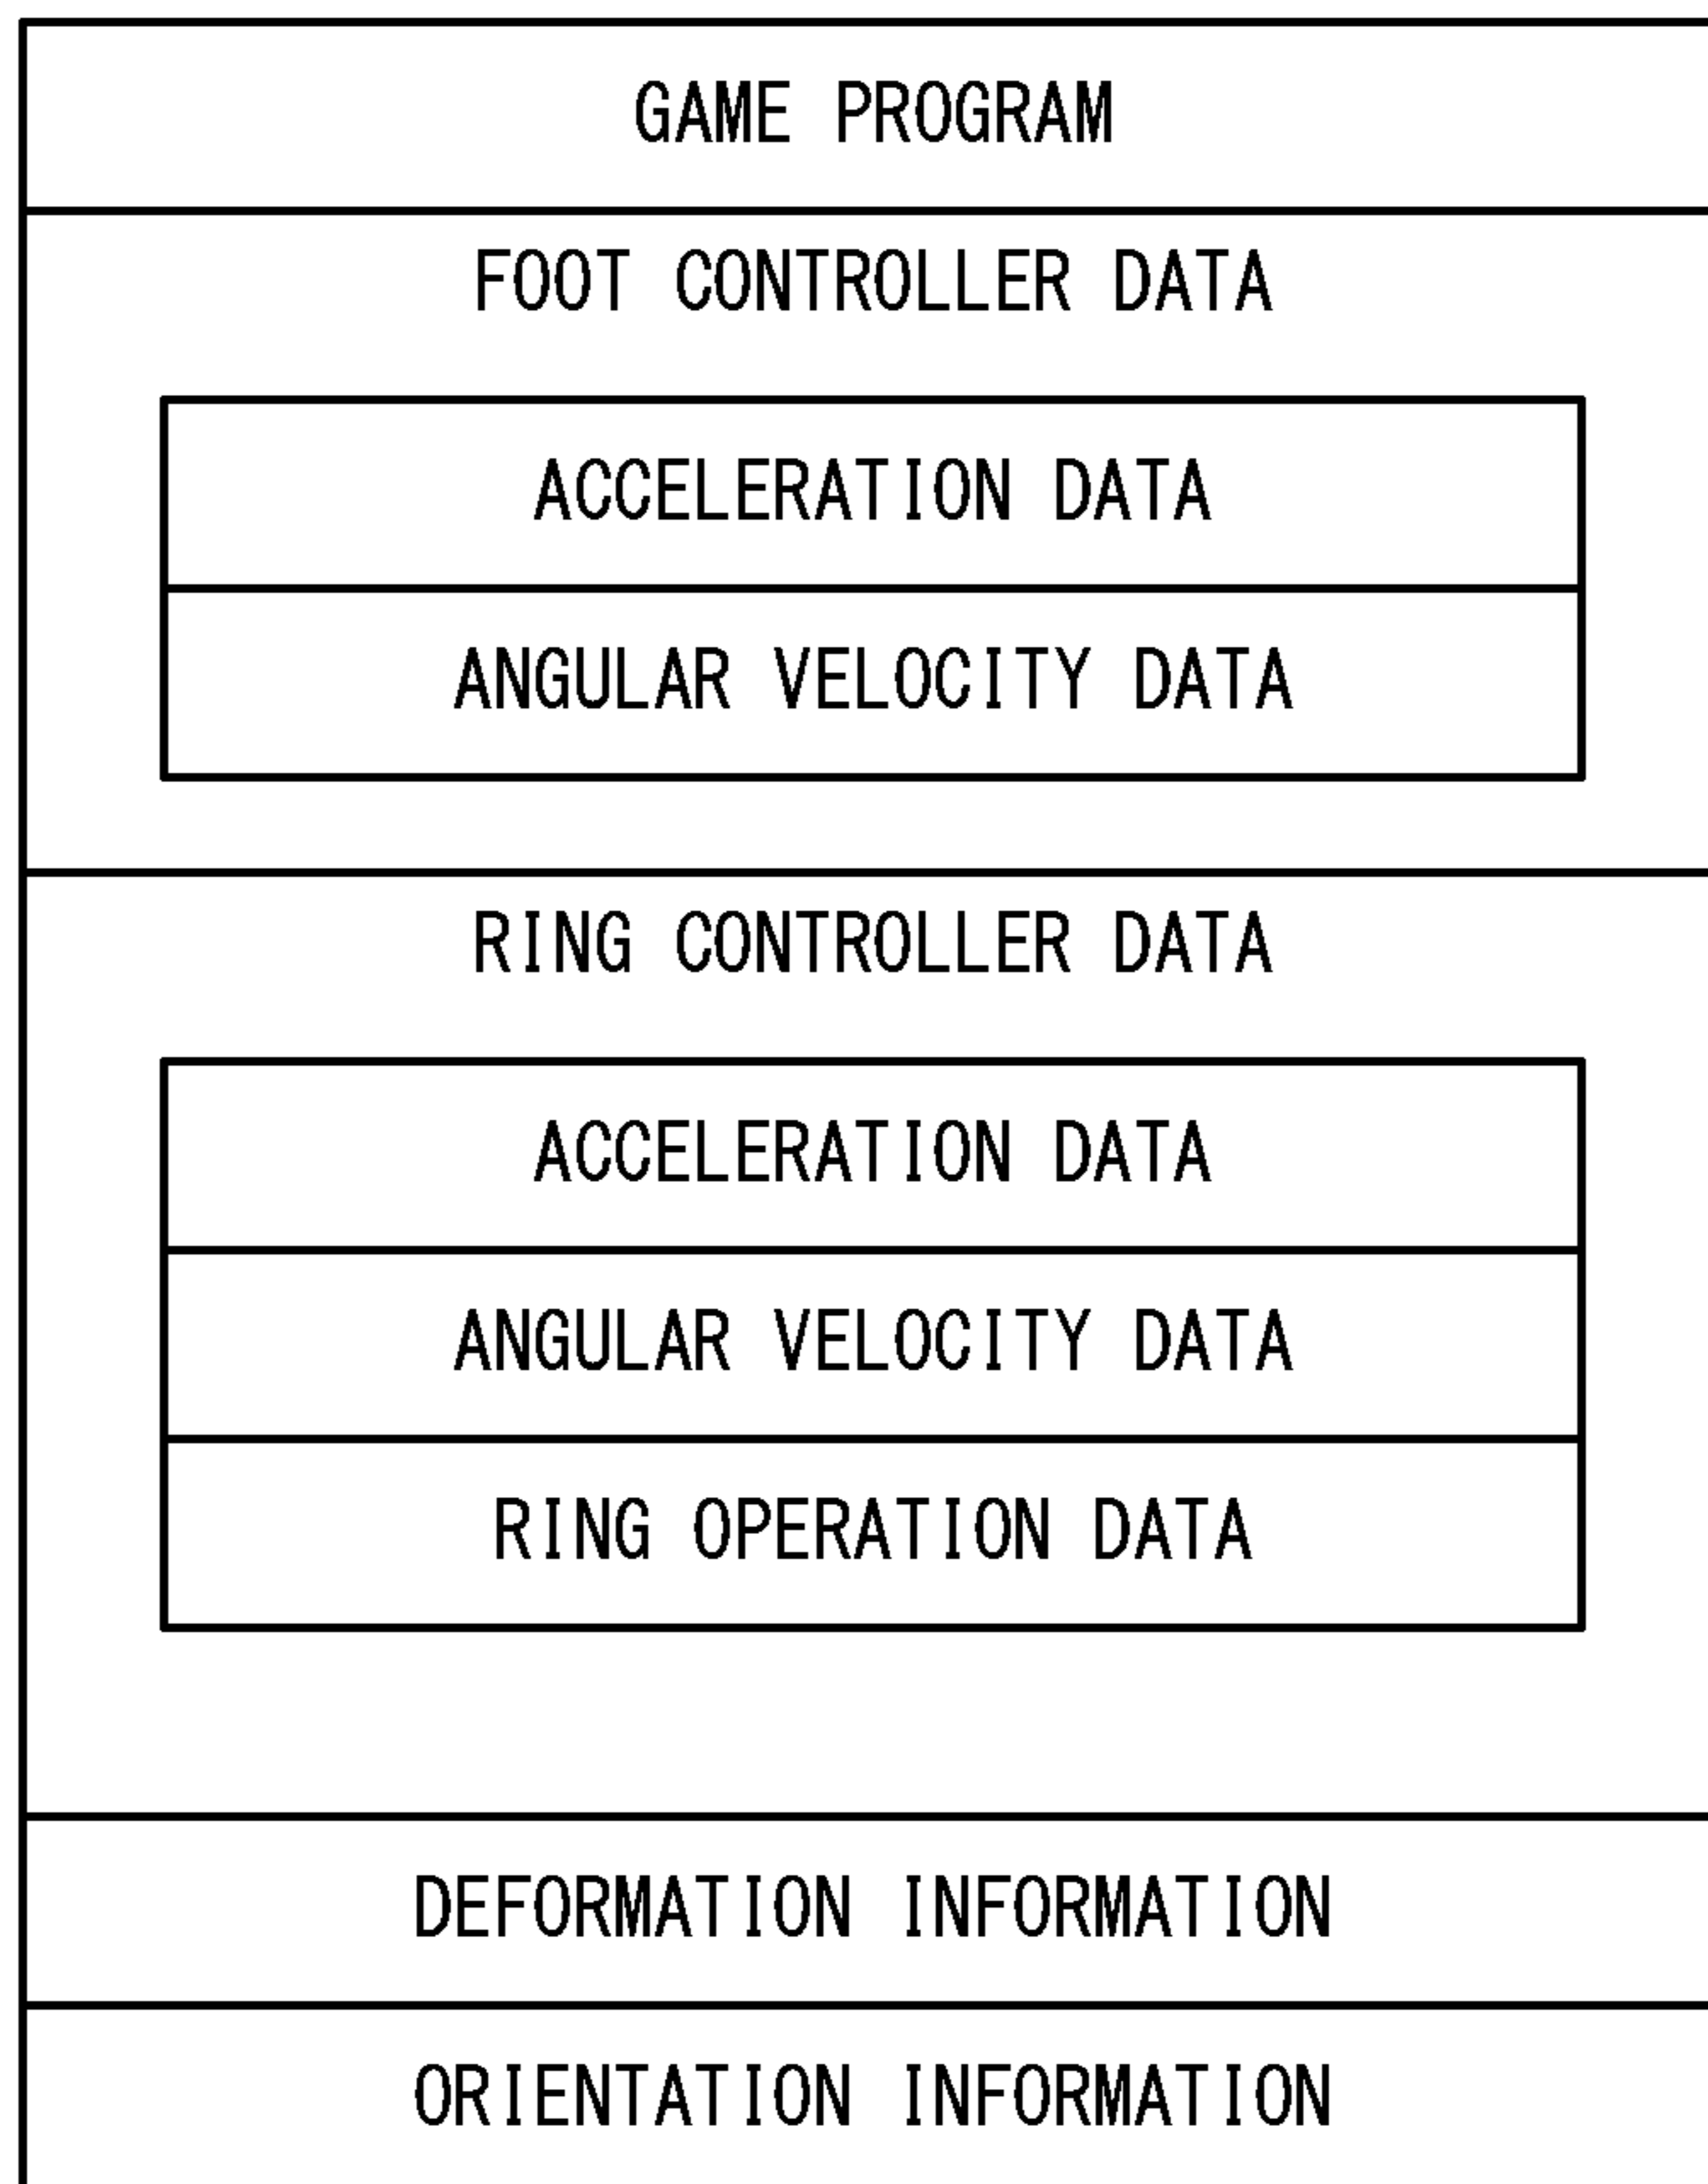 GAME PROGRAM
FOOT CONTROLLER DATA
ACCELERATION DATA
ANGULAR VELOCITY DATA
RING CONTROLLER DATA
ACCELERATION DATA
ANGULAR VELOCITY DATA
RING OPERATION DATA
DEFORMATION INFORMATION
ORIENTATION INFORMATION